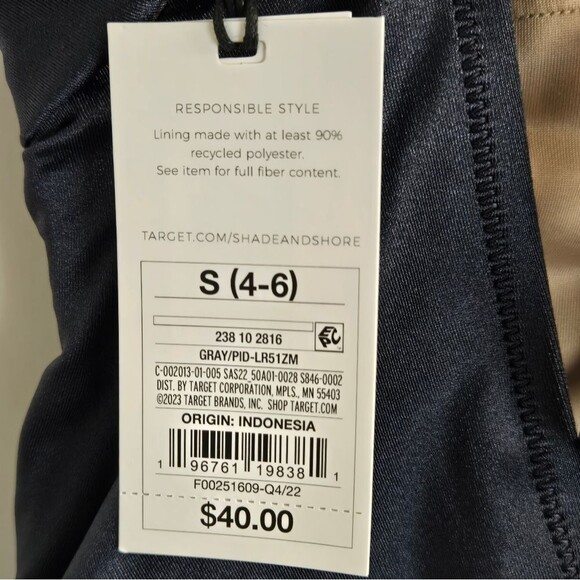 RESPONSIBLE STYLE
Lining made with at least 90%
recycled polyester.
See item for full fiber content.
TARGET.COM/SHADEANDSHORE
S (4-6)
238 10 2816
GRAY/PID-LR51ZM
C-002013-01-005 SAS22_50A01-0028 S846-0002
DIST. BY TARGET CORPORATION, MPLS., MN 55403
©2023 TARGET BRANDS, INC. SHOP TARGET.COM
ORIGIN: INDONESIA
1 96761 19838 1
F00251609-Q4/22
$40.00